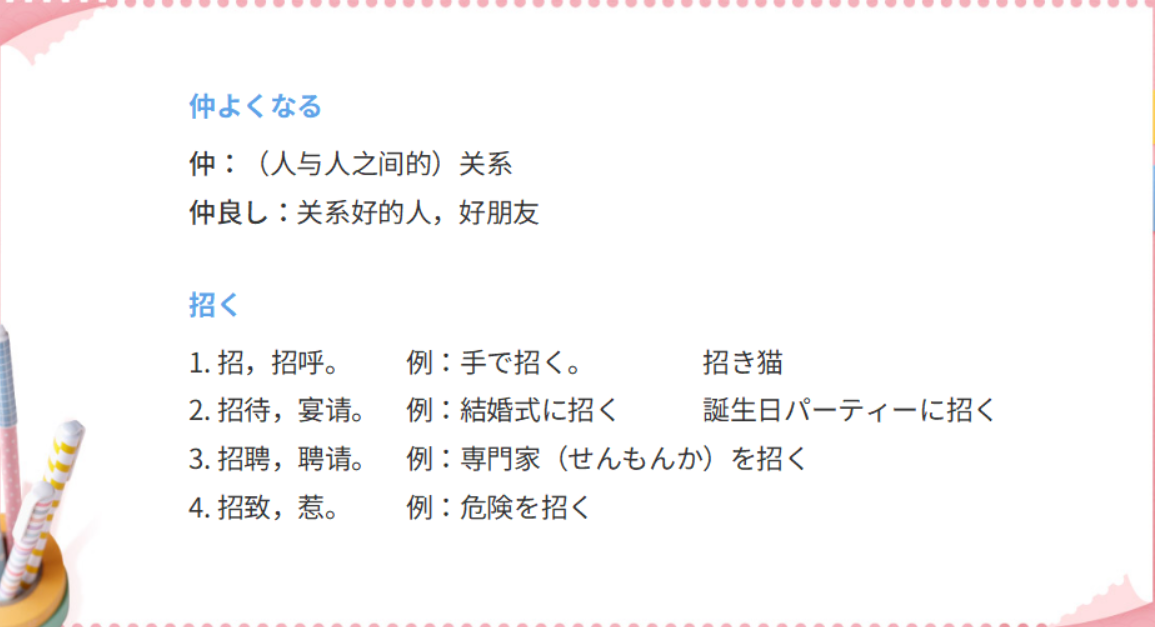 仲よくなる
仲：（人与人之间的）关系
仲良し：关系好的人，好朋友
招く
1. 招，招呼。 例：手で招く。 招き猫
2. 招待，宴请。 例：結婚式に招く 誕生日パーティーに招く
3. 招聘，聘请。 例：専門家（せんもんか）を招く
4. 招致，惹。 例：危険を招く